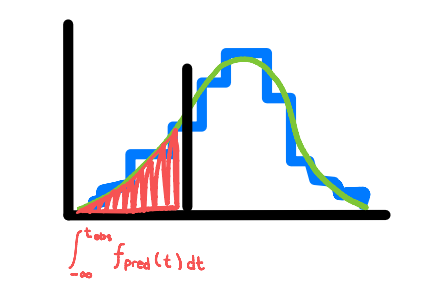 ∫_{-∞}^{t_obs} f_pred(t) dt